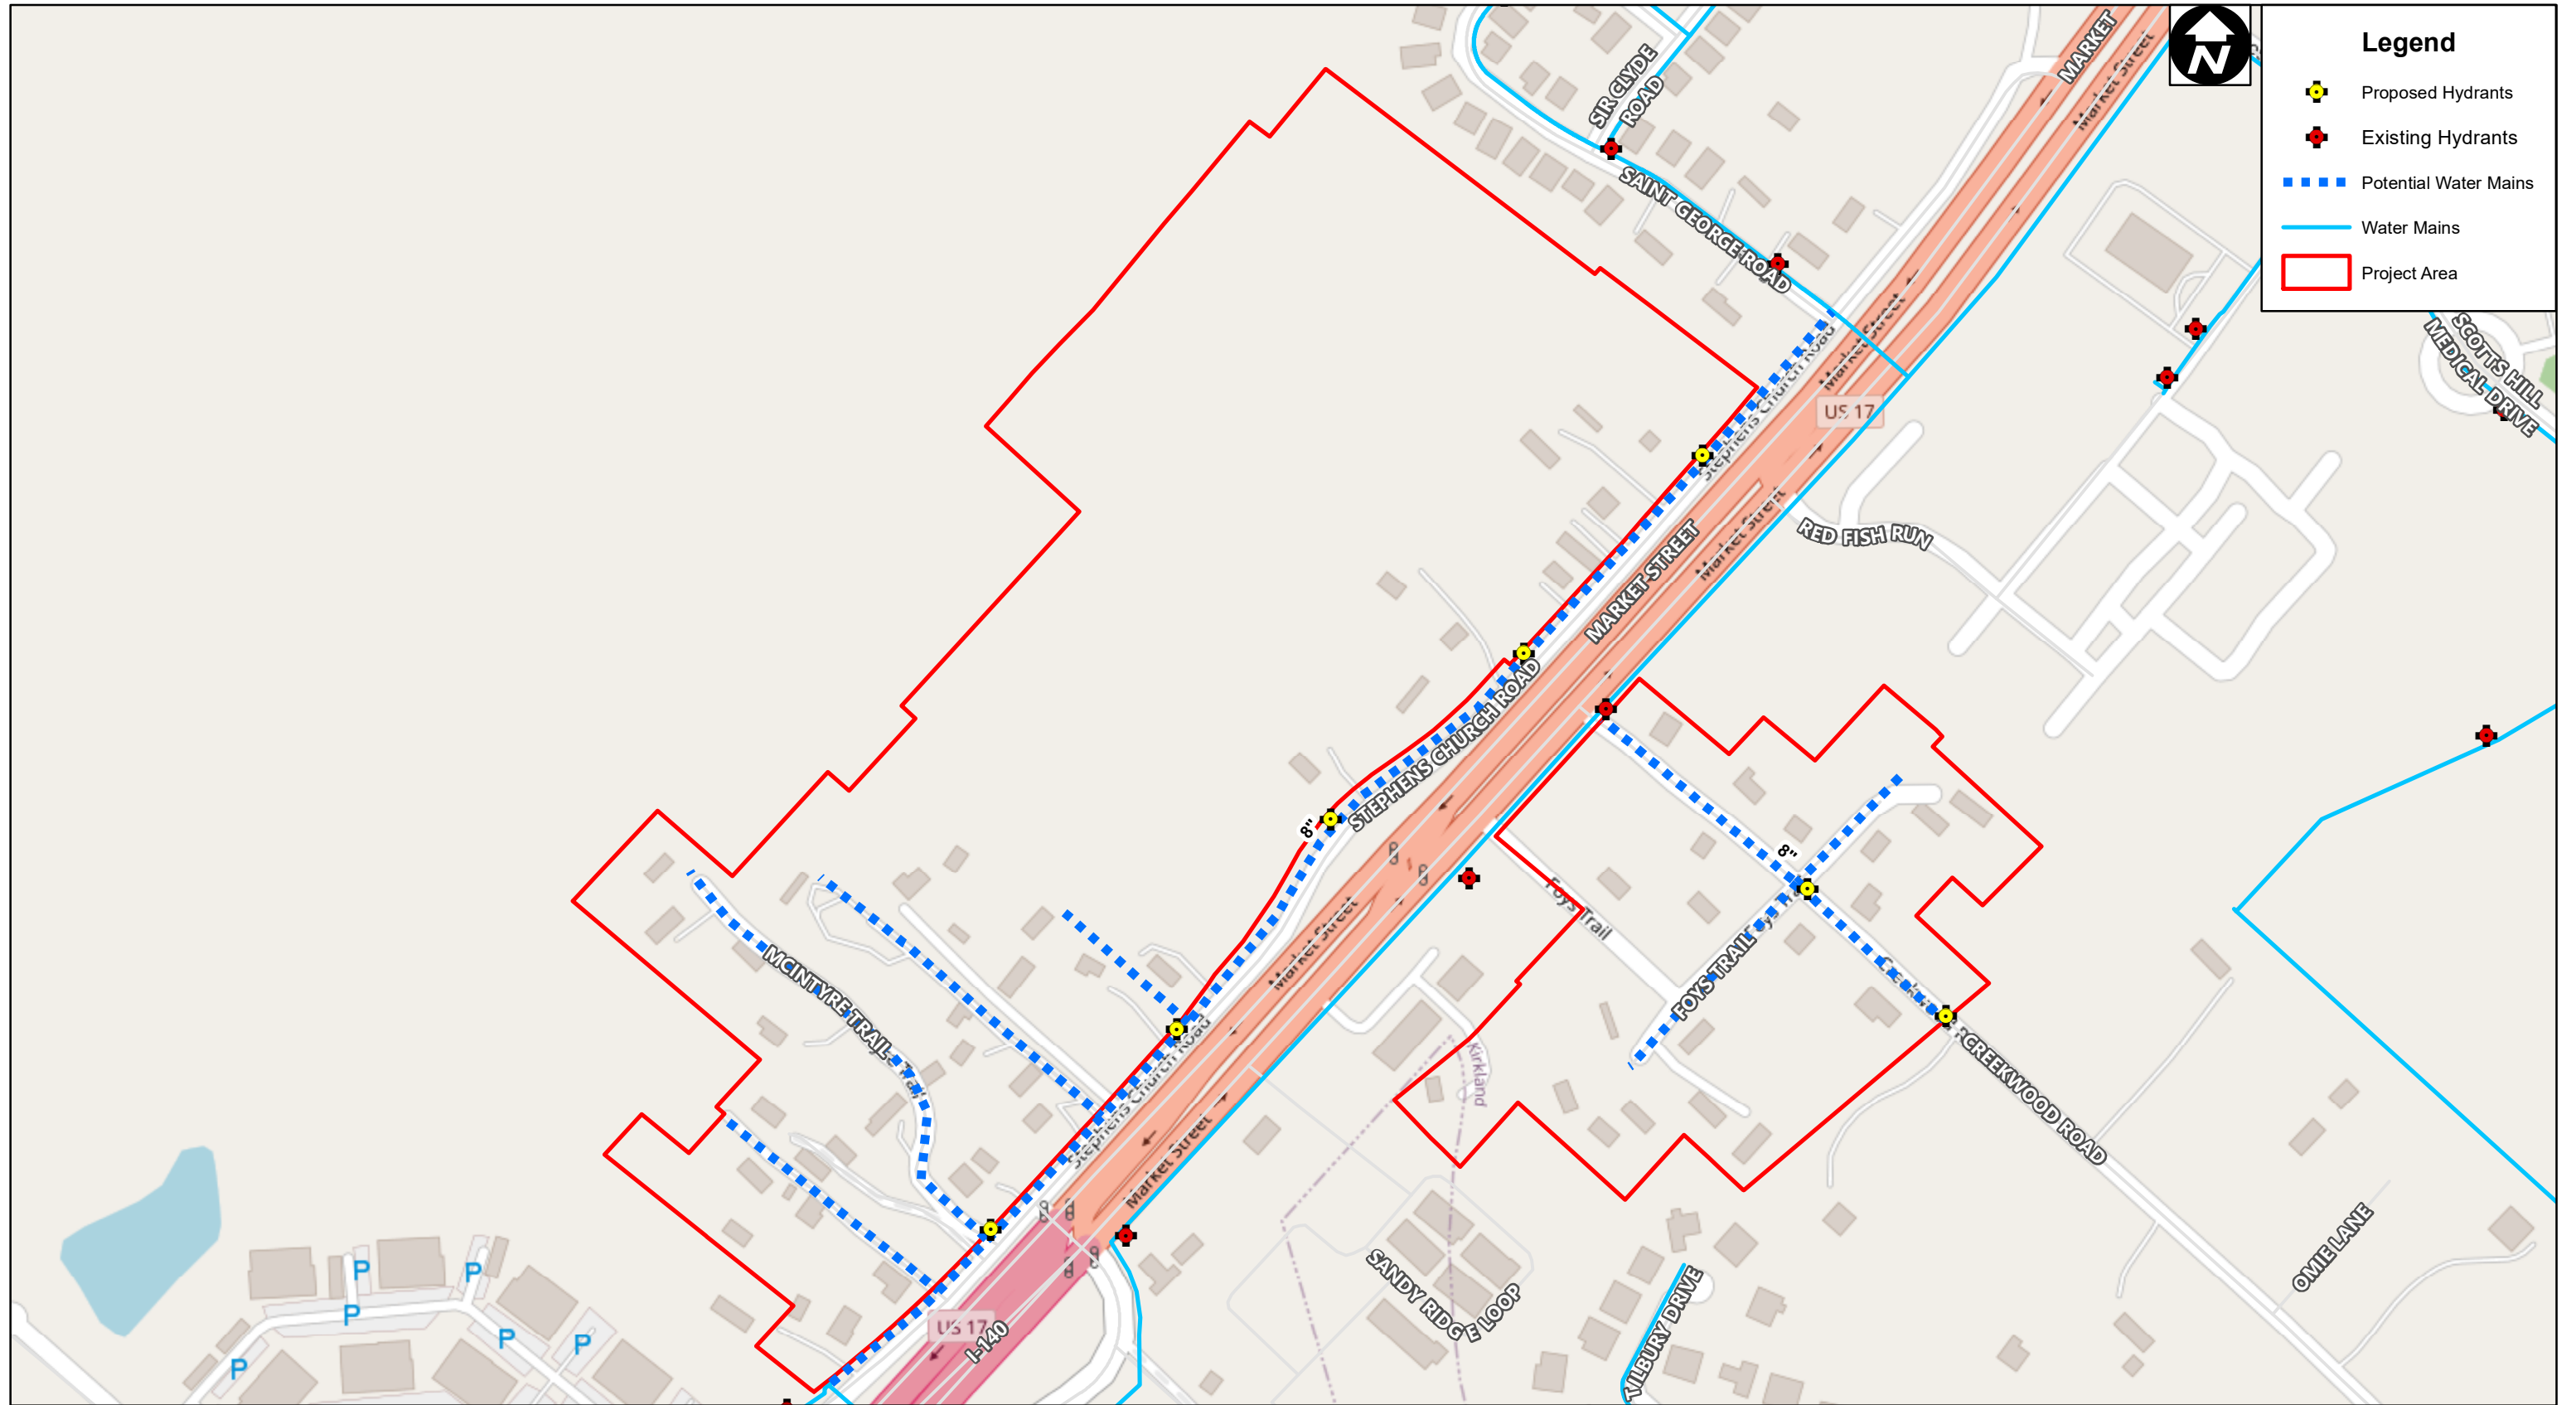 Legend
Proposed Hydrants
Existing Hydrants
Potential Water Mains
Water Mains
Project Area
N
MARKET
Market Street
SIR CLYDE
ROAD
SAINT GEORGE ROAD
Stephens Church Road
Market Street
US 17
SCOTTS HILL
MEDICAL DRIVE
RED FISH RUN
MARKET STREET
Market Street
STEPHENS CHURCH ROAD
8"
8"
Foys Trail
FOYS TRAIL
Market Street
MCINTYRE TRAIL
Trail
Stephens Church Road
Market Street
Kirkland
CREEKWOOD ROAD
OMIE LANE
SANDY RIDGE LOOP
TILBURY DRIVE
US 17
I-140
P
P
P
P
P
P